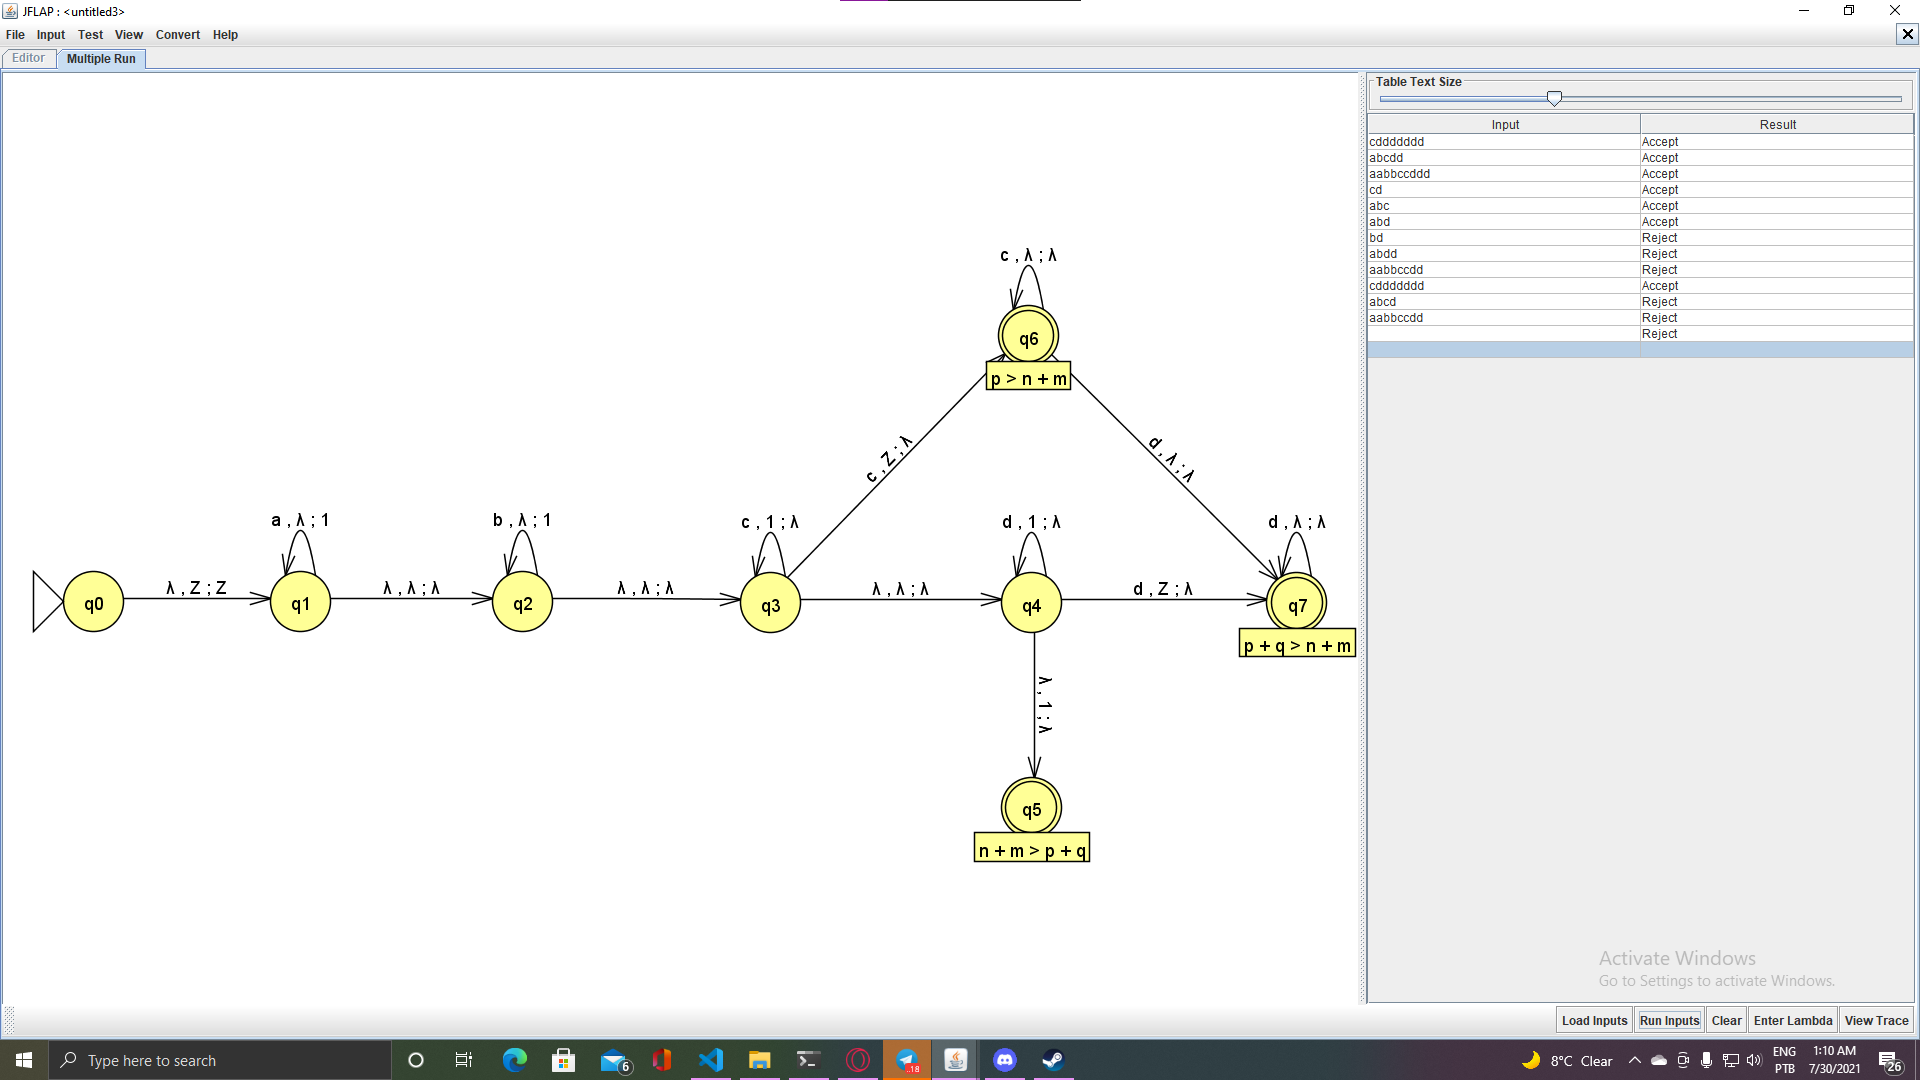 JFLAP : <untitled3>
File Input Test View Convert Help
Editor Multiple Run
Table Text Size
Input Result
cddddddd Accept
abcdd Accept
aabbccddd Accept
cd Accept
abc Accept
abd Accept
bd Reject
abdd Reject
aabbccdd Reject
cddddddd Accept
abcd Reject
aabbccdd Reject
Reject
c , λ ; λ
q6
p > n + m
c , Z ; λ
d , λ ; λ
a , λ ; 1
b , λ ; 1
c , 1 ; λ
d , 1 ; λ
d , λ ; λ
q0
λ , Z ; Z
q1
λ , λ ; λ
q2
λ , λ ; λ
q3
λ , λ ; λ
q4
d , Z ; λ
q7
p + q > n + m
λ , 1 ; λ
q5
n + m > p + q
Activate Windows
Go to Settings to activate Windows.
Load Inputs Run Inputs Clear Enter Lambda View Trace
Type here to search
6
18
8°C Clear
ENG
PTB
1:10 AM
7/30/2021
26